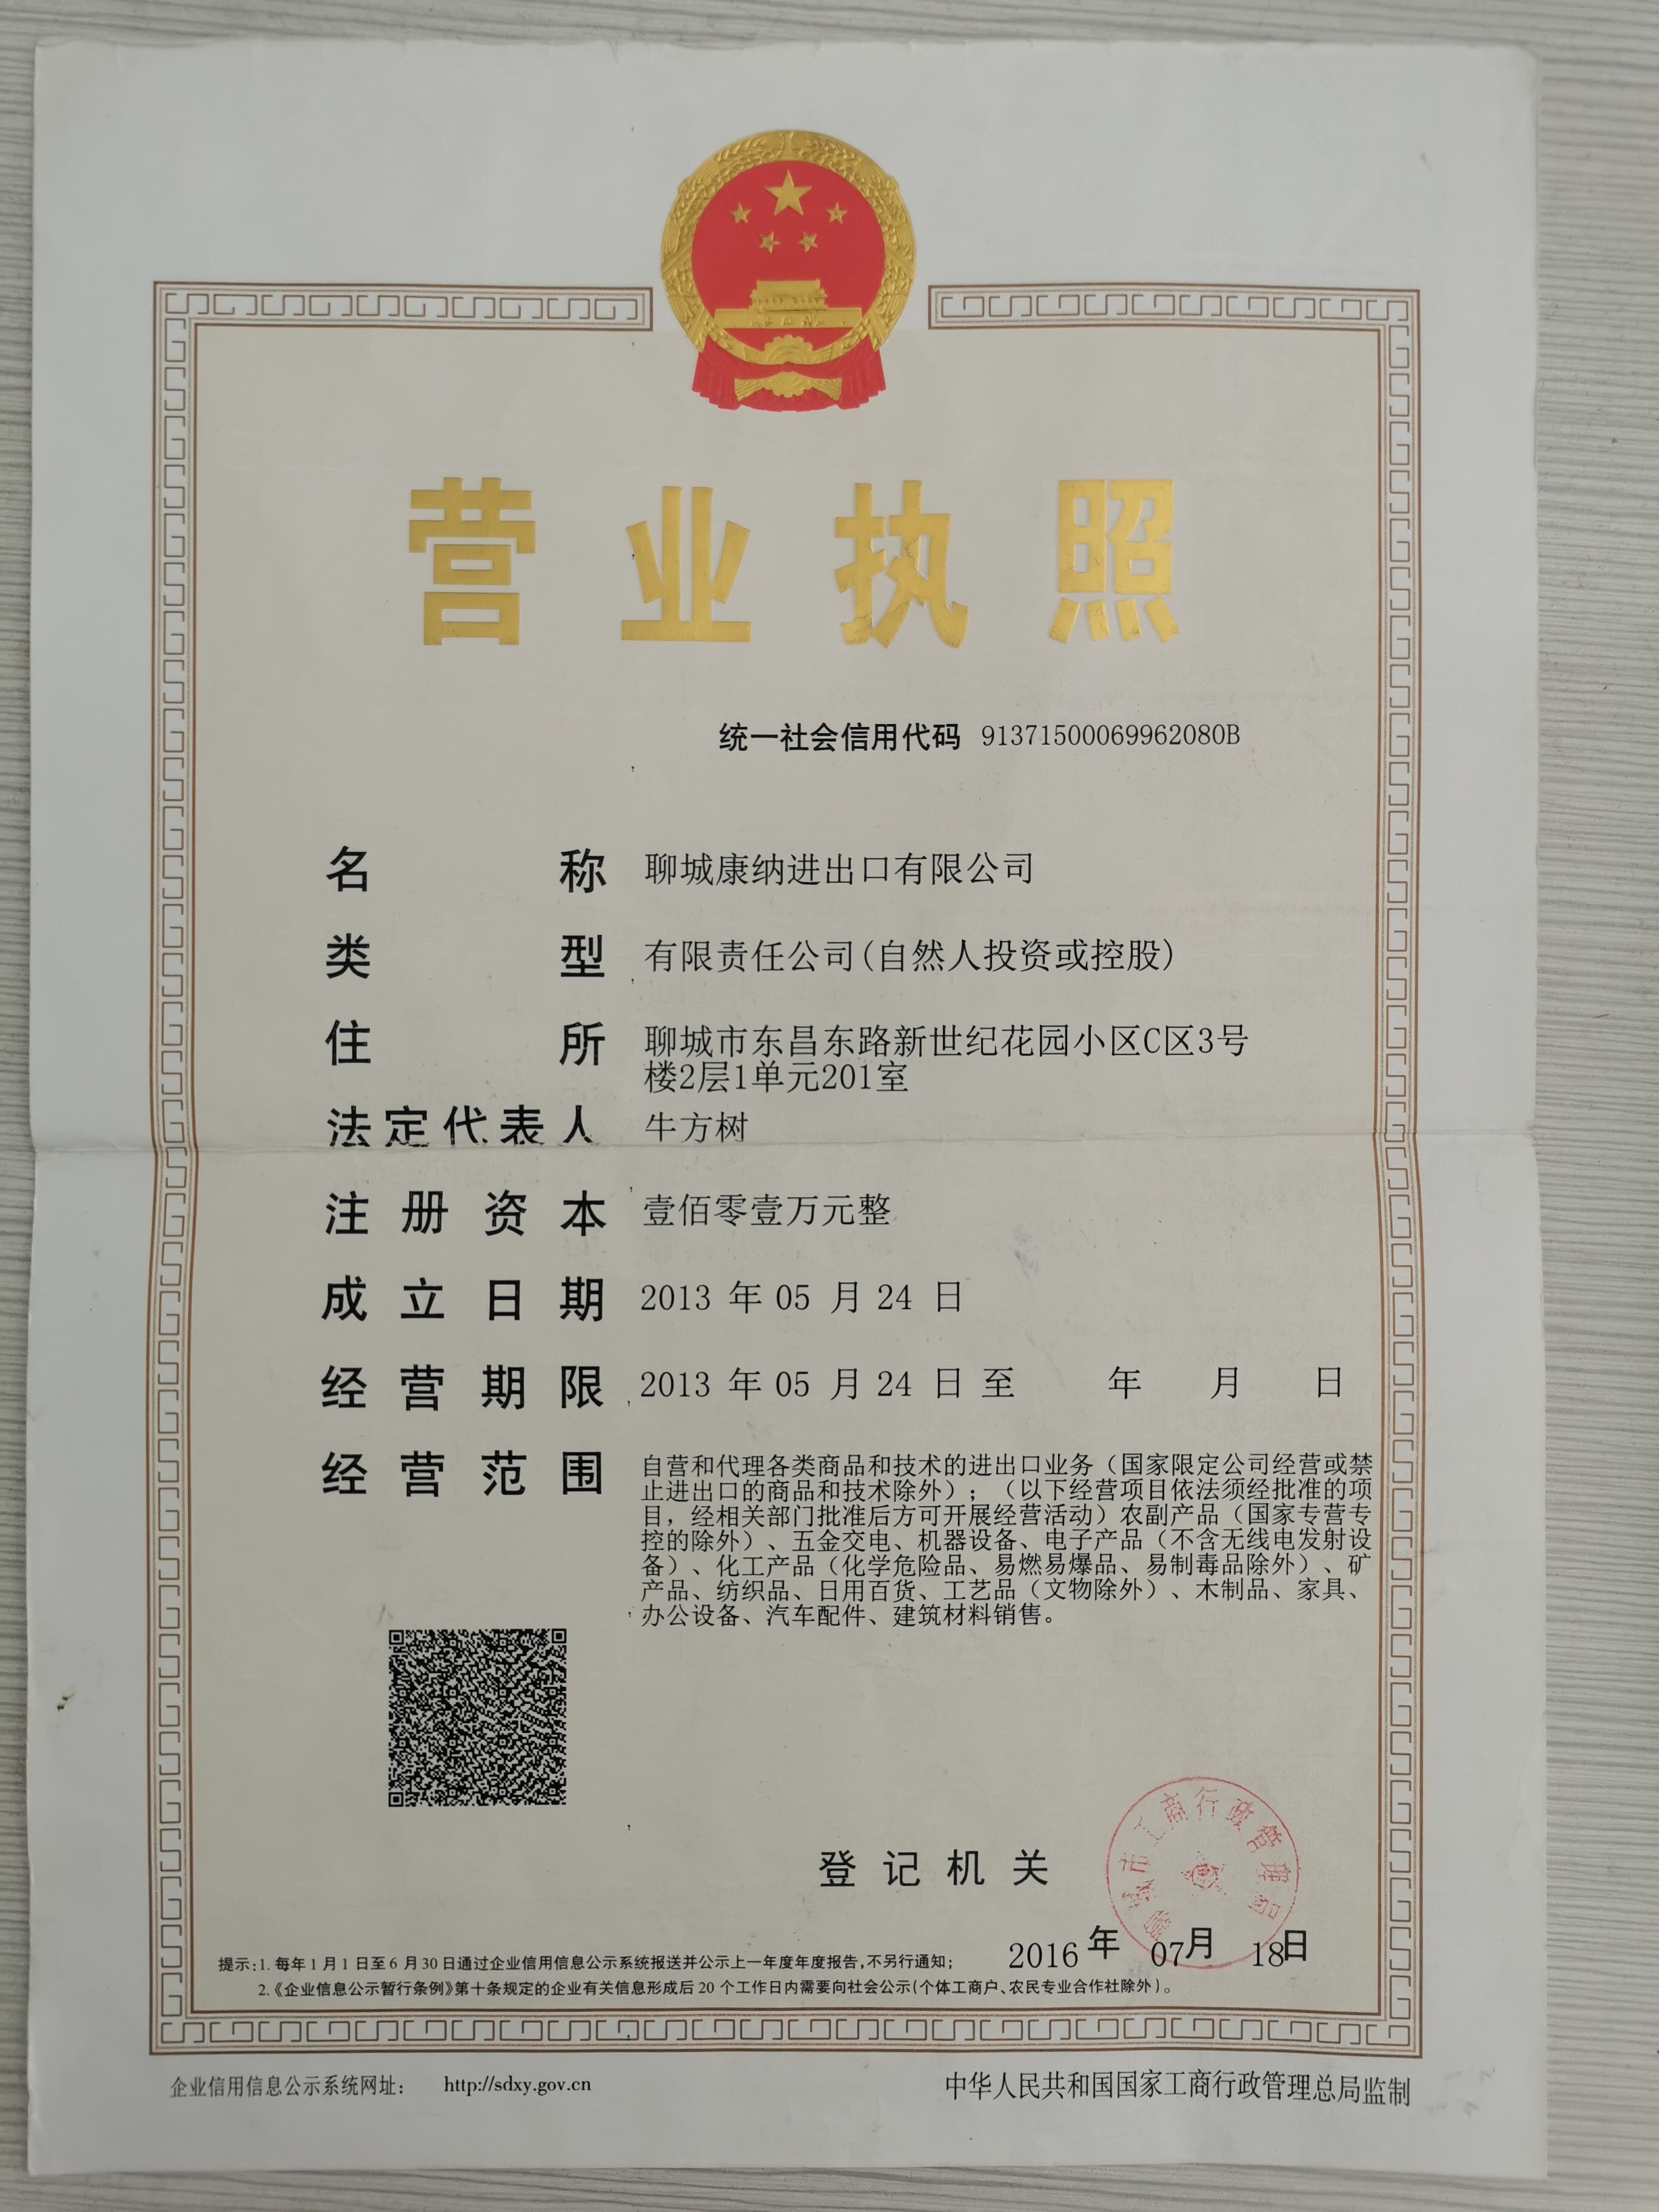 营业执照
统一社会信用代码 91371500069962080B
名称 聊城康纳进出口有限公司
类型 有限责任公司(自然人投资或控股)
住所 聊城市东昌东路新世纪花园小区C区3号
楼2层1单元201室
法定代表人 牛方树
注册资本 壹佰零壹万元整
成立日期 2013 年 05 月 24 日
经营期限 2013 年 05 月 24 日 至 年 月 日
经营范围 自营和代理各类商品和技术的进出口业务（国家限定公司经营或禁
止进出口的商品和技术除外）；（以下经营项目依法须经批准的项
目，经相关部门批准后方可开展经营活动）农副产品（国家专营专
控的除外）、五金交电、机器设备、电子产品（不含无线电发射设
备）、化工产品（化学危险品、易燃易爆品、易制毒品除外）、矿
产品、纺织品、日用百货、工艺品（文物除外）、木制品、家具、
办公设备、汽车配件、建筑材料销售。
聊城市工商行政管理局
登记机关
2016 年 07月 18日
提示:1. 每年1月1日至6月30日通过企业信用信息公示系统报送并公示上一年度年度报告,不另行通知;
2.《企业信息公示暂行条例》第十条规定的企业有关信息形成后20个工作日内需要向社会公示(个体工商户、农民专业合作社除外)。
企业信用信息公示系统网址： http://sdxy.gov.cn
中华人民共和国国家工商行政管理总局监制